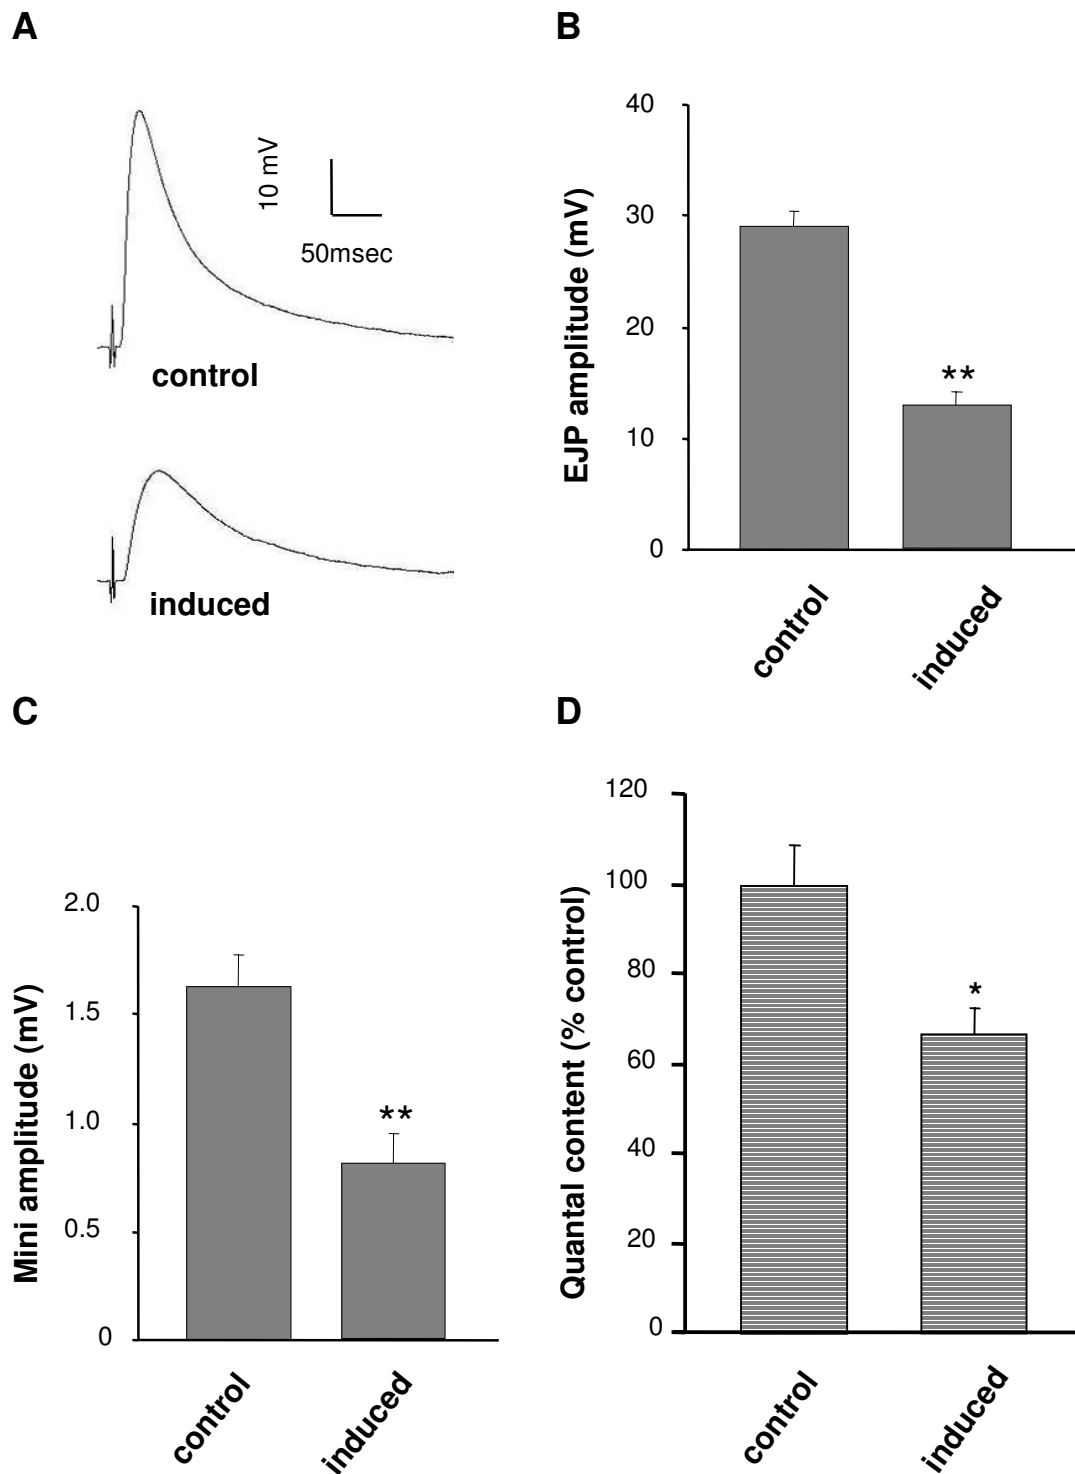 A
10 mV
50msec
control
induced
B
EJP amplitude (mV)
40
30
20
10
0
**
control
induced
C
Mini amplitude (mV)
2.0
1.5
1.0
0.5
0
**
control
induced
D
Quantal content (% control)
120
100
80
60
40
20
0
*
control
induced